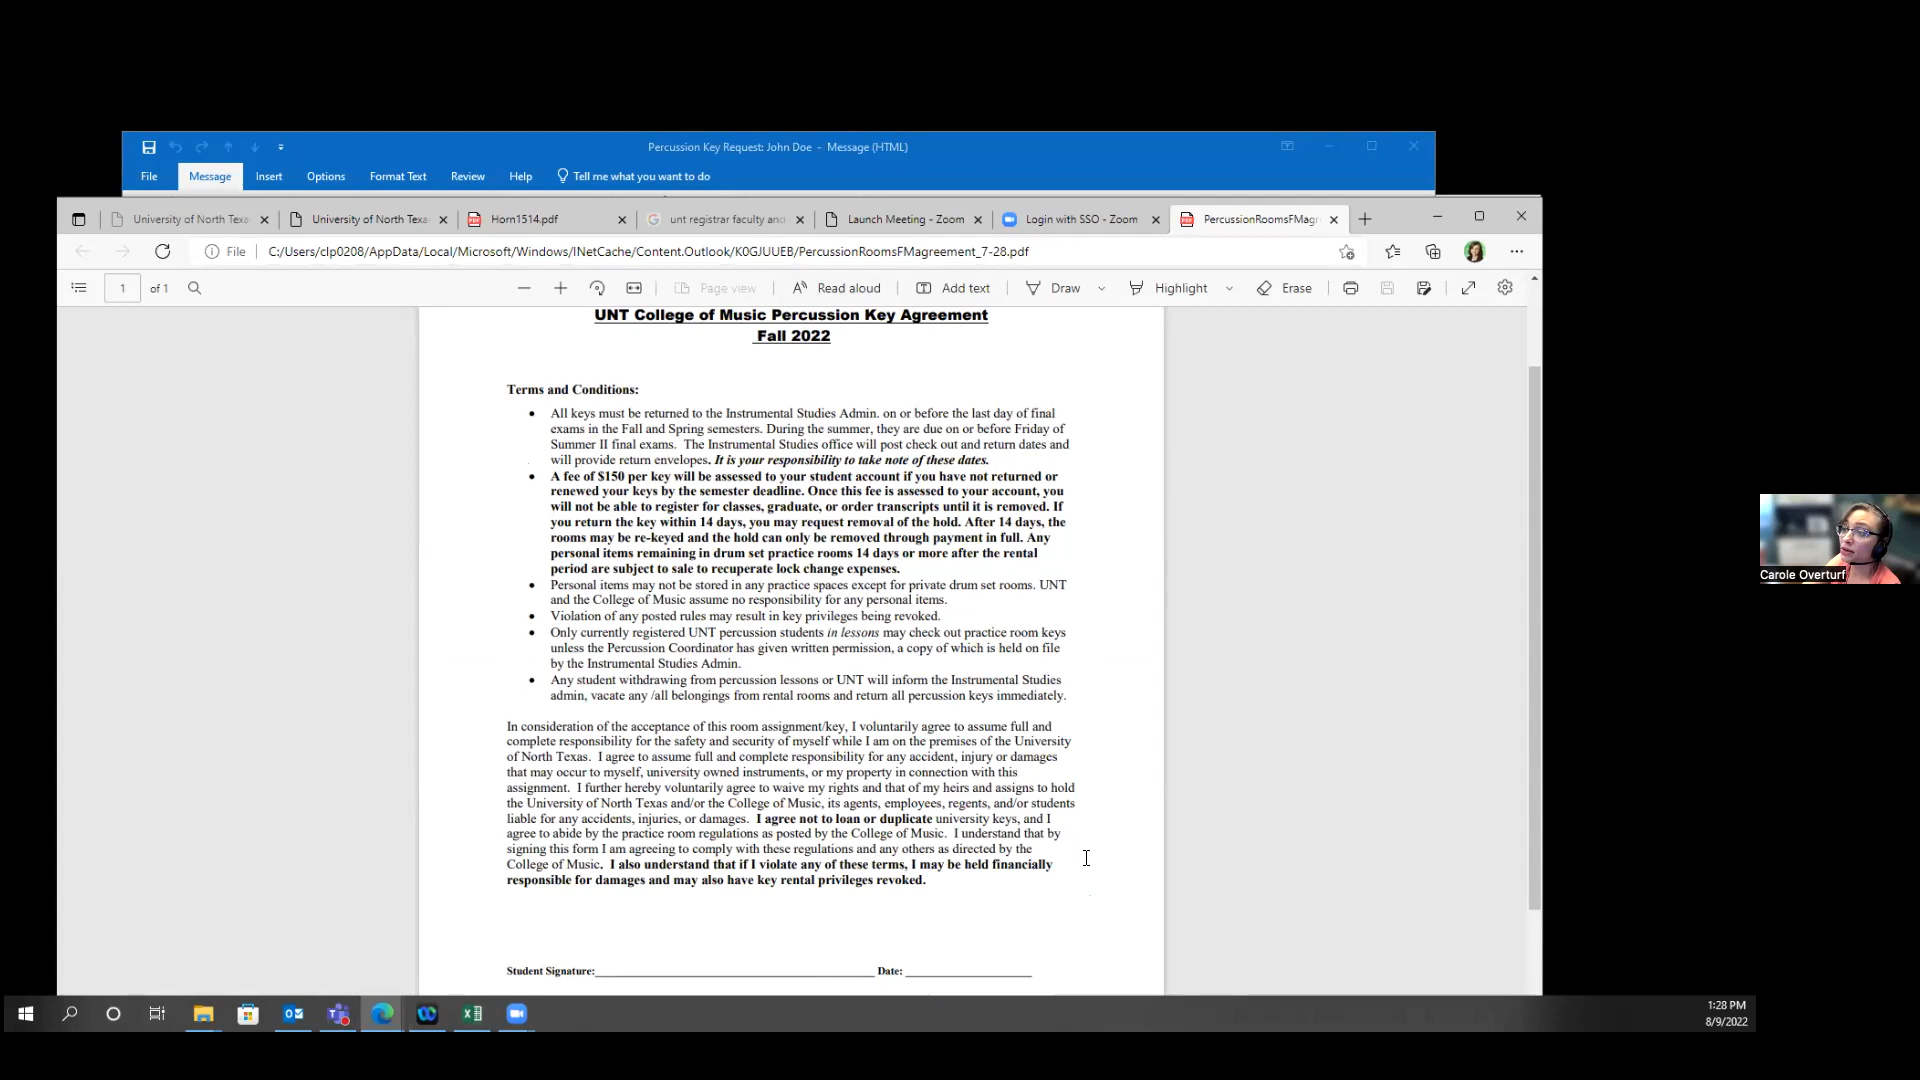 Percussion Key Request: John Doe - Message (HTML)
File Message Insert Options Format Text Review Help Tell me what you want to do
University of North Texa University of North Texa Horn1514.pdf unt registrar faculty and Launch Meeting - Zoom Login with SSO - Zoom PercussionRoomsFMagr
File C:/Users/clp0208/AppData/Local/Microsoft/Windows/INetCache/Content.Outlook/K0GJUUEB/PercussionRoomsFMagreement_7-28.pdf
1 of 1 Page view Read aloud Add text Draw Highlight Erase
UNT College of Music Percussion Key Agreement
Fall 2022
Terms and Conditions:
• All keys must be returned to the Instrumental Studies Admin. on or before the last day of final
exams in the Fall and Spring semesters. During the summer, they are due on or before Friday of
Summer II final exams. The Instrumental Studies office will post check out and return dates and
will provide return envelopes. It is your responsibility to take note of these dates.
• A fee of $150 per key will be assessed to your student account if you have not returned or
renewed your keys by the semester deadline. Once this fee is assessed to your account, you
will not be able to register for classes, graduate, or order transcripts until it is removed. If
you return the key within 14 days, you may request removal of the hold. After 14 days, the
rooms may be re-keyed and the hold can only be removed through payment in full. Any
personal items remaining in drum set practice rooms 14 days or more after the rental
period are subject to sale to recuperate lock change expenses.
• Personal items may not be stored in any practice spaces except for private drum set rooms. UNT
and the College of Music assume no responsibility for any personal items.
• Violation of any posted rules may result in key privileges being revoked.
• Only currently registered UNT percussion students in lessons may check out practice room keys
unless the Percussion Coordinator has given written permission, a copy of which is held on file
by the Instrumental Studies Admin.
• Any student withdrawing from percussion lessons or UNT will inform the Instrumental Studies
admin, vacate any /all belongings from rental rooms and return all percussion keys immediately.
In consideration of the acceptance of this room assignment/key, I voluntarily agree to assume full and
complete responsibility for the safety and security of myself while I am on the premises of the University
of North Texas. I agree to assume full and complete responsibility for any accident, injury or damages
that may occur to myself, university owned instruments, or my property in connection with this
assignment. I further hereby voluntarily agree to waive my rights and that of my heirs and assigns to hold
the University of North Texas and/or the College of Music, its agents, employees, regents, and/or students
liable for any accidents, injuries, or damages. I agree not to loan or duplicate university keys, and I
agree to abide by the practice room regulations as posted by the College of Music. I understand that by
signing this form I am agreeing to comply with these regulations and any others as directed by the
College of Music. I also understand that if I violate any of these terms, I may be held financially
responsible for damages and may also have key rental privileges revoked.
Student Signature: Date:
Carole Overturf
1:28 PM
8/9/2022